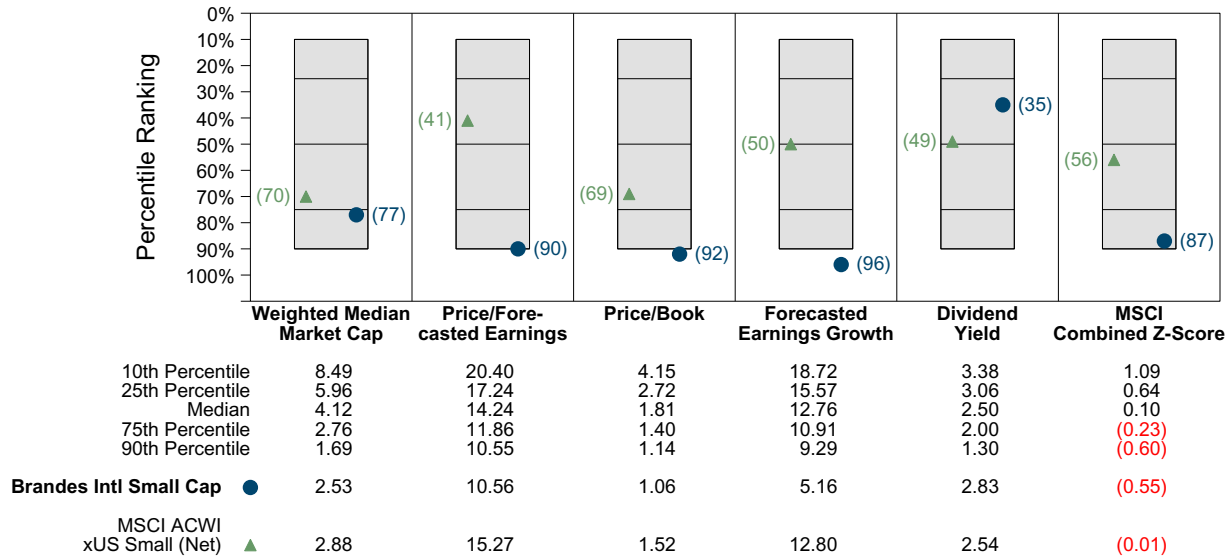 Percentile Ranking
0%
10%
20%
30%
40%
50%
60%
70%
80%
90%
100%
(70)
(77)
(41)
(90)
(69)
(92)
(50)
(96)
(49)
(35)
(56)
(87)
Weighted Median
Market Cap
Price/Fore-
casted Earnings
Price/Book
Forecasted
Earnings Growth
Dividend
Yield
MSCI
Combined Z-Score
10th Percentile 8.49 20.40 4.15 18.72 3.38 1.09
25th Percentile 5.96 17.24 2.72 15.57 3.06 0.64
Median 4.12 14.24 1.81 12.76 2.50 0.10
75th Percentile 2.76 11.86 1.40 10.91 2.00 (0.23)
90th Percentile 1.69 10.55 1.14 9.29 1.30 (0.60)
Brandes Intl Small Cap 2.53 10.56 1.06 5.16 2.83 (0.55)
MSCI ACWI
xUS Small (Net) 2.88 15.27 1.52 12.80 2.54 (0.01)